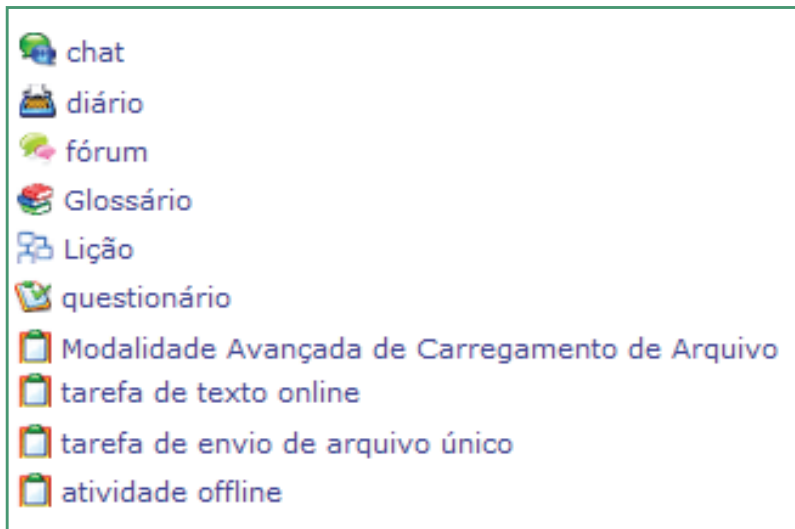 chat
diário
fórum
Glossário
Lição
questionário
Modalidade Avançada de Carregamento de Arquivo
tarefa de texto online
tarefa de envio de arquivo único
atividade offline